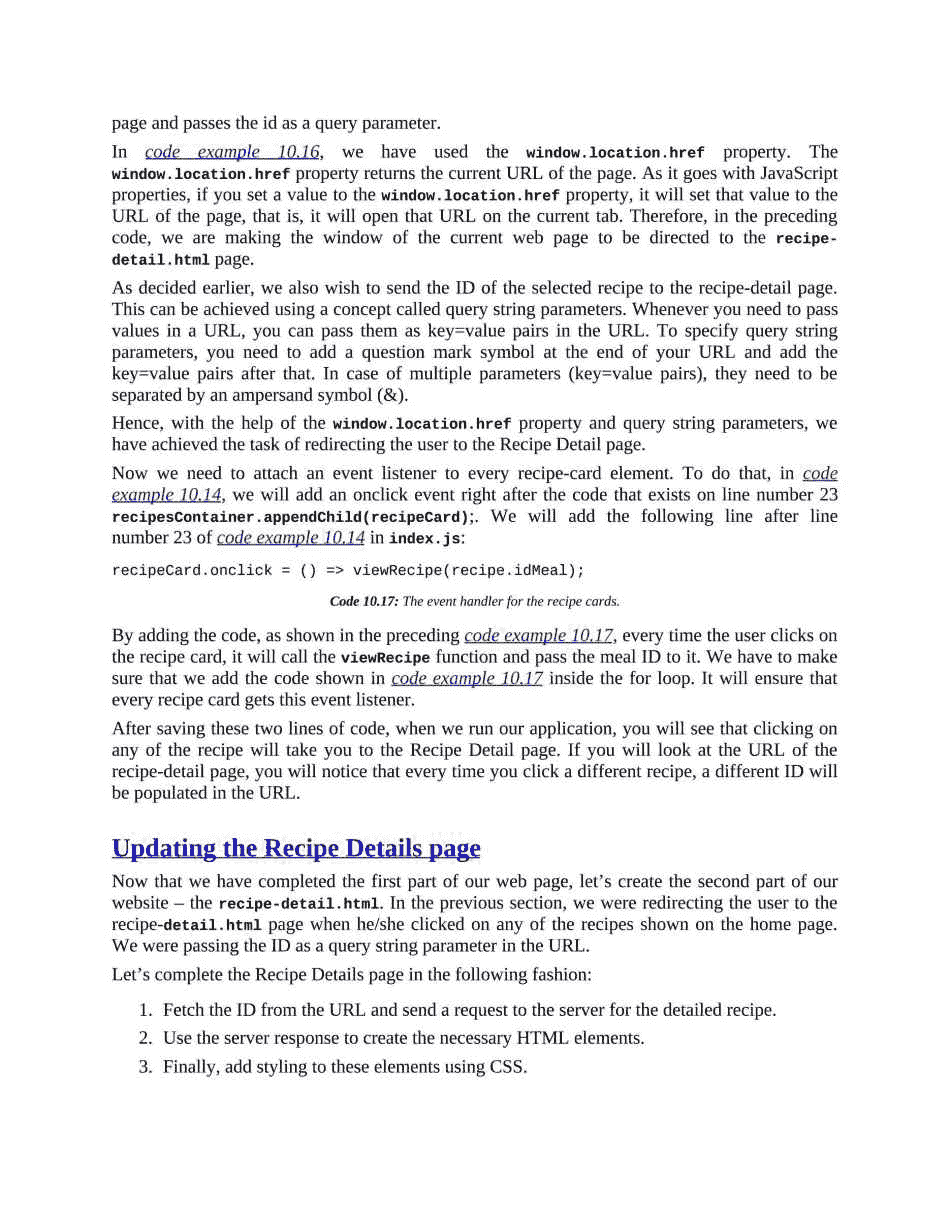 page and passes the id as a query parameter.
In code example 10.16, we have used the window.location.href property. The
window.location.href property returns the current URL of the page. As it goes with JavaScript
properties, if you set a value to the window.location.href property, it will set that value to the
URL of the page, that is, it will open that URL on the current tab. Therefore, in the preceding
code, we are making the window of the current web page to be directed to the recipe-
detail.html page.
As decided earlier, we also wish to send the ID of the selected recipe to the recipe-detail page.
This can be achieved using a concept called query string parameters. Whenever you need to pass
values in a URL, you can pass them as key=value pairs in the URL. To specify query string
parameters, you need to add a question mark symbol at the end of your URL and add the
key=value pairs after that. In case of multiple parameters (key=value pairs), they need to be
separated by an ampersand symbol (&).
Hence, with the help of the window.location.href property and query string parameters, we
have achieved the task of redirecting the user to the Recipe Detail page.
Now we need to attach an event listener to every recipe-card element. To do that, in code
example 10.14, we will add an onclick event right after the code that exists on line number 23
recipesContainer.appendChild(recipeCard);. We will add the following line after line
number 23 of code example 10.14 in index.js:
recipeCard.onclick = () => viewRecipe(recipe.idMeal);
Code 10.17: The event handler for the recipe cards.
By adding the code, as shown in the preceding code example 10.17, every time the user clicks on
the recipe card, it will call the viewRecipe function and pass the meal ID to it. We have to make
sure that we add the code shown in code example 10.17 inside the for loop. It will ensure that
every recipe card gets this event listener.
After saving these two lines of code, when we run our application, you will see that clicking on
any of the recipe will take you to the Recipe Detail page. If you will look at the URL of the
recipe-detail page, you will notice that every time you click a different recipe, a different ID will
be populated in the URL.
Updating the Recipe Details page
Now that we have completed the first part of our web page, let’s create the second part of our
website – the recipe-detail.html. In the previous section, we were redirecting the user to the
recipe-detail.html page when he/she clicked on any of the recipes shown on the home page.
We were passing the ID as a query string parameter in the URL.
Let’s complete the Recipe Details page in the following fashion:
1. Fetch the ID from the URL and send a request to the server for the detailed recipe.
2. Use the server response to create the necessary HTML elements.
3. Finally, add styling to these elements using CSS.